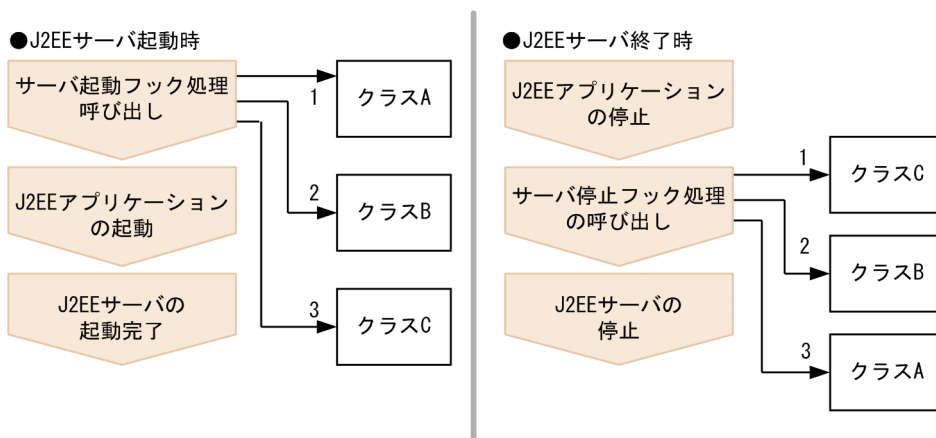 ●J2EEサーバ起動時
サーバ起動フック処理
呼び出し
1
クラスA
2
クラスB
J2EEアプリケーション
の起動
3
クラスC
J2EEサーバの
起動完了
●J2EEサーバ終了時
J2EEアプリケーション
の停止
サーバ停止フック処理
の呼び出し
1
クラスC
2
クラスB
3
クラスA
J2EEサーバの
停止